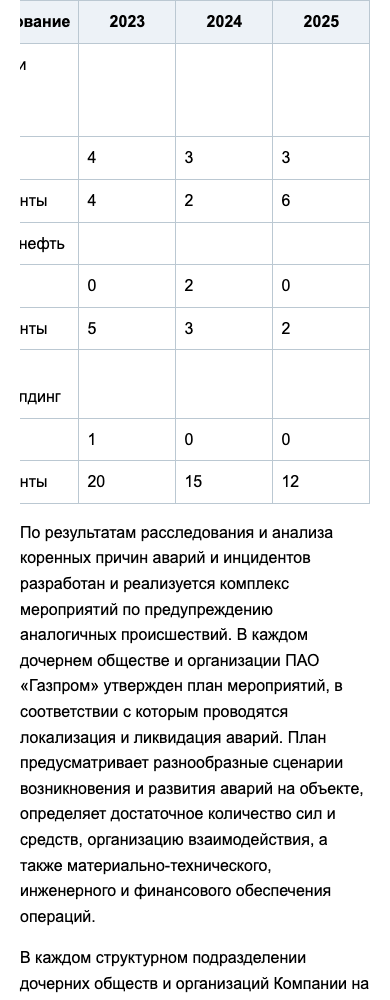 ование 2023 2024 2025
и
4 3 3
нты 4 2 6
нефть
0 2 0
нты 5 3 2
лдинг
1 0 0
нты 20 15 12
По результатам расследования и анализа
коренных причин аварий и инцидентов
разработан и реализуется комплекс
мероприятий по предупреждению
аналогичных происшествий. В каждом
дочернем обществе и организации ПАО
«Газпром» утвержден план мероприятий, в
соответствии с которым проводятся
локализация и ликвидация аварий. План
предусматривает разнообразные сценарии
возникновения и развития аварий на объекте,
определяет достаточное количество сил и
средств, организацию взаимодействия, а
также материально-технического,
инженерного и финансового обеспечения
операций.
В каждом структурном подразделении
дочерних обществ и организаций Компании на